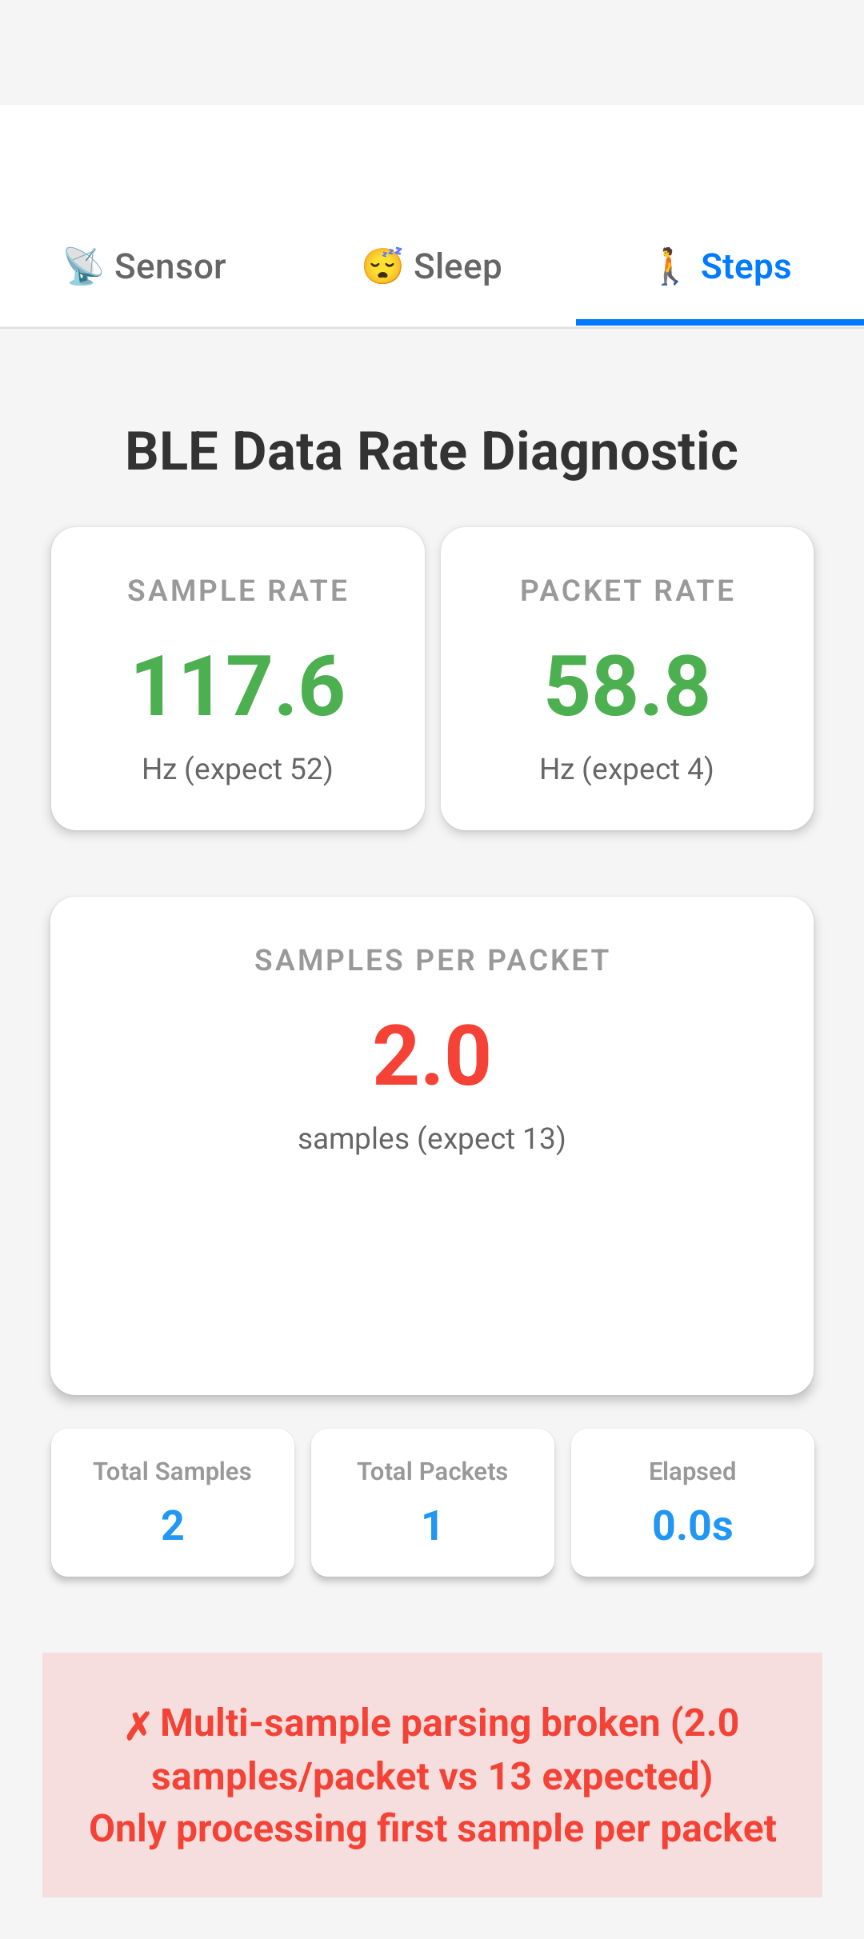 📡 Sensor
😴 Sleep
🚶 Steps
BLE Data Rate Diagnostic
SAMPLE RATE
117.6
Hz (expect 52)
PACKET RATE
58.8
Hz (expect 4)
SAMPLES PER PACKET
2.0
samples (expect 13)
Total Samples
2
Total Packets
1
Elapsed
0.0s
✗ Multi-sample parsing broken (2.0
samples/packet vs 13 expected)
Only processing first sample per packet